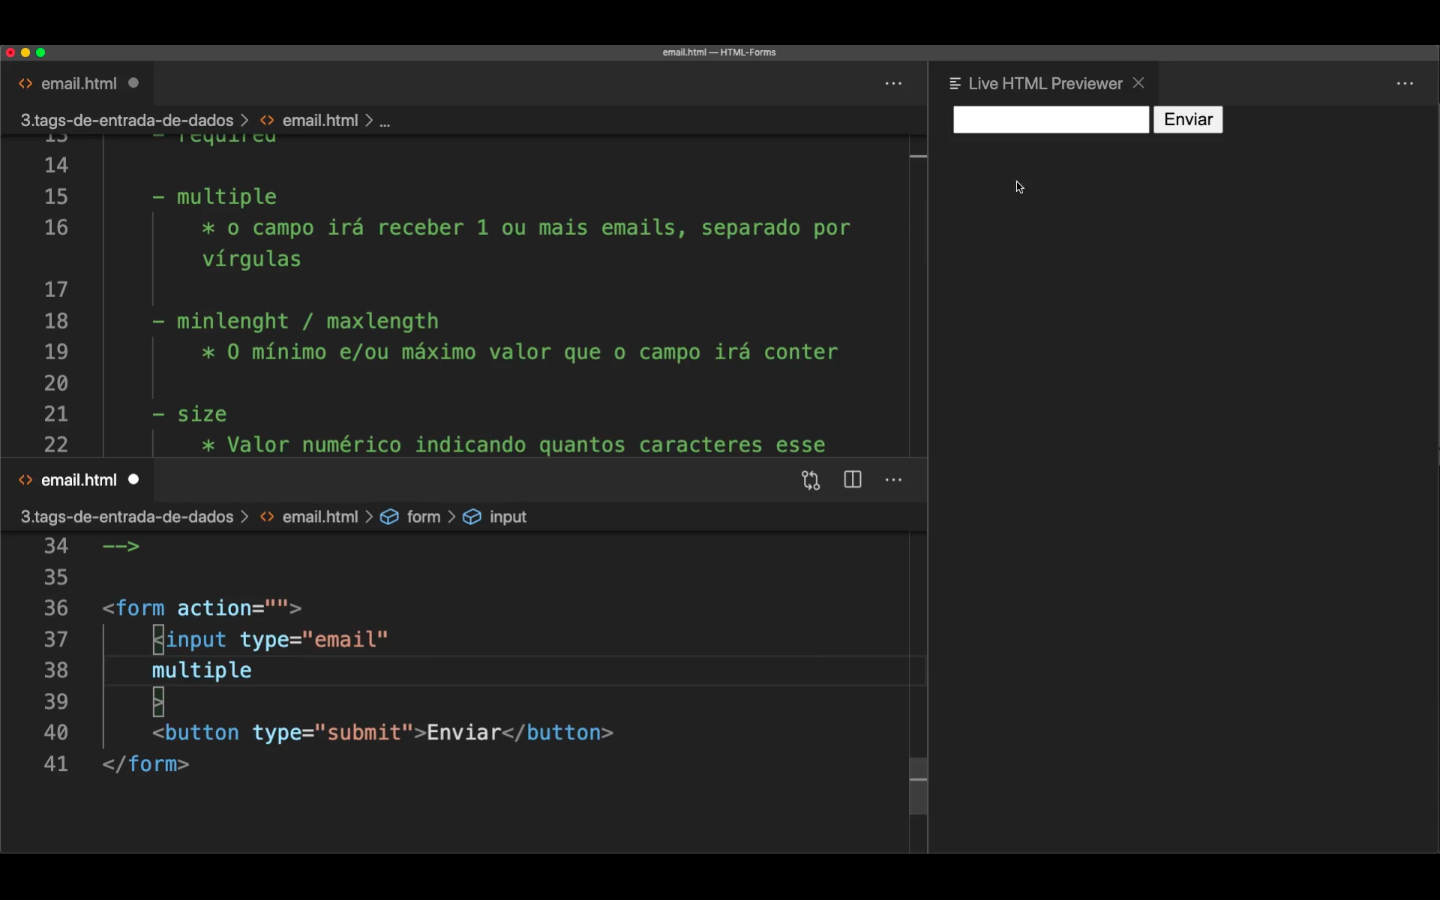 email.html — HTML-Forms
email.html
Live HTML Previewer
3.tags-de-entrada-de-dados > email.html > ...
Enviar
13 - required
14
15 - multiple
16 * o campo irá receber 1 ou mais emails, separado por
vírgulas
17
18 - minlenght / maxlength
19 * O mínimo e/ou máximo valor que o campo irá conter
20
21 - size
22 * Valor numérico indicando quantos caracteres esse
email.html
3.tags-de-entrada-de-dados > email.html > form > input
34 -->
35
36 <form action="">
37 <input type="email"
38 multiple
39 >
40 <button type="submit">Enviar</button>
41 </form>